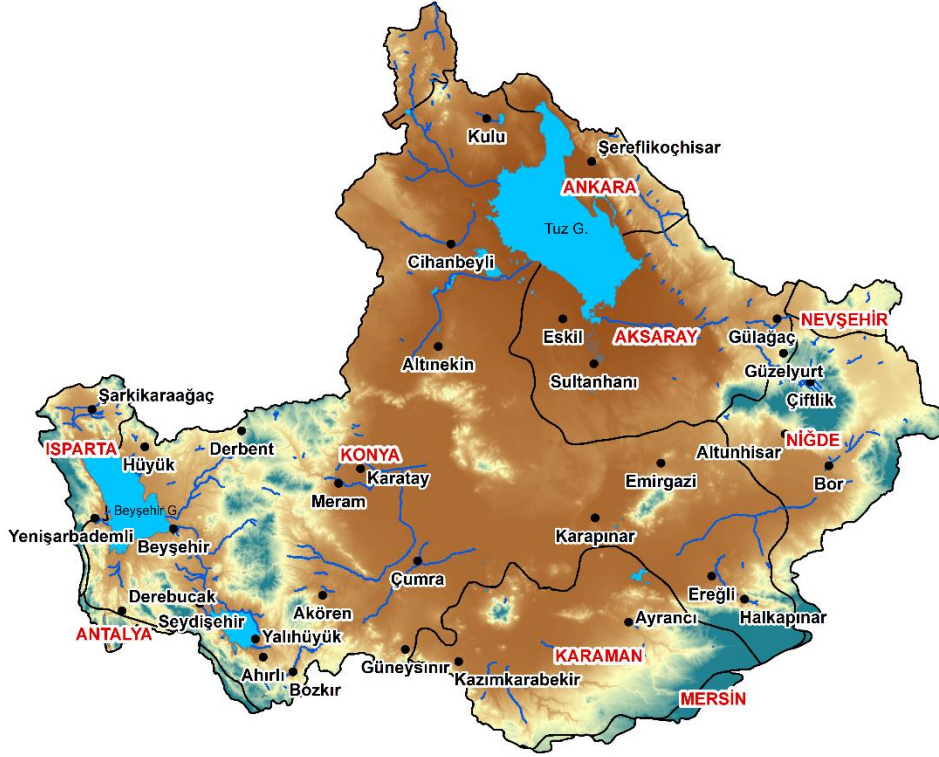 Kulu
Şereflikoçhisar
ANKARA
Tuz G.
Cihanbeyli
NEVŞEHİR
Eskil
AKSARAY
Gülağaç
Altınekin
Sultanhanı
Güzelyurt
Çiftlik
Şarkikaraağaç
Derbent
ISPARTA
Hüyük
KONYA
Karatay
Altunhisar
NİĞDE
Meram
Emirgazi
Bor
Beyşehir G.
Yenişarbademli
Beyşehir
Karapınar
Çumra
Ereğli
Derebucak
Akören
Halkapınar
Seydişehir
Ayrancı
ANTALYA
Yalıhüyük
Güneysınır
KARAMAN
Ahırlı
Kazımkarabekir
Bozkır
MERSİN